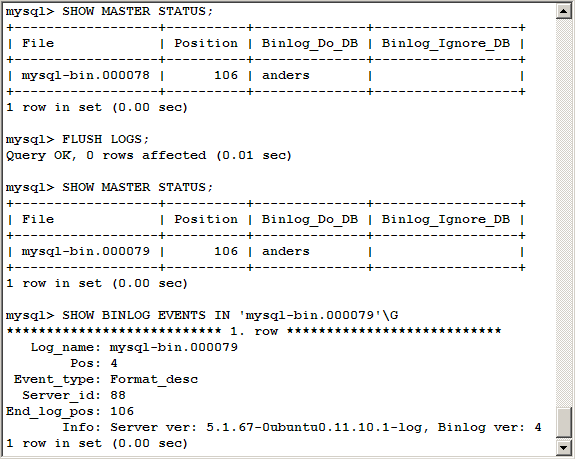 mysql> SHOW MASTER STATUS;
+------------------+----------+--------------+------------------+
| File             | Position | Binlog_Do_DB | Binlog_Ignore_DB |
+------------------+----------+--------------+------------------+
| mysql-bin.000078 |      106 | anders       |                  |
+------------------+----------+--------------+------------------+
1 row in set (0.00 sec)
mysql> FLUSH LOGS;
Query OK, 0 rows affected (0.01 sec)
mysql> SHOW MASTER STATUS;
+------------------+----------+--------------+------------------+
| File             | Position | Binlog_Do_DB | Binlog_Ignore_DB |
+------------------+----------+--------------+------------------+
| mysql-bin.000079 |      106 | anders       |                  |
+------------------+----------+--------------+------------------+
1 row in set (0.00 sec)
mysql> SHOW BINLOG EVENTS IN 'mysql-bin.000079'\G
*************************** 1. row ***************************
   Log_name: mysql-bin.000079
        Pos: 4
 Event_type: Format_desc
  Server_id: 88
End_log_pos: 106
       Info: Server ver: 5.1.67-0ubuntu0.11.10.1-log, Binlog ver: 4
1 row in set (0.00 sec)